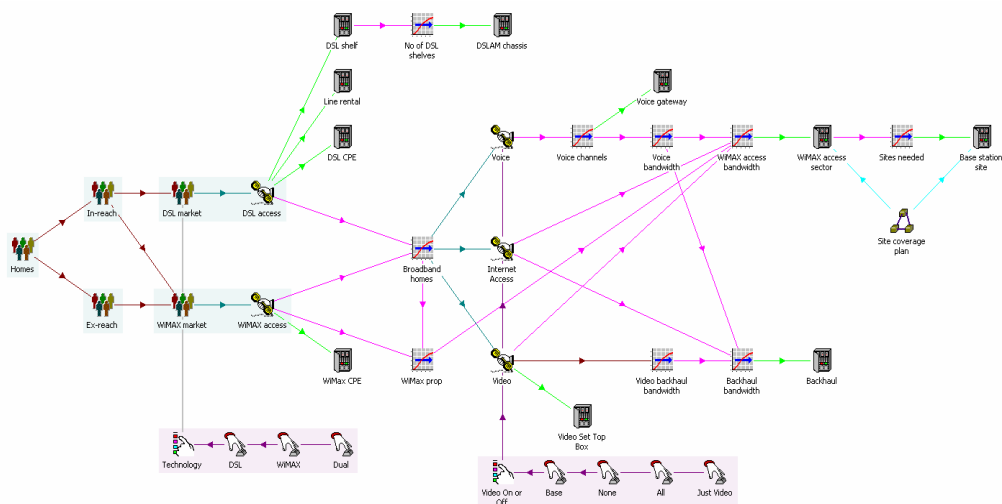 DSL shelf
No of DSL
shelves
DSLAM chassis
Line rental
Voice gateway
DSL CPE
Voice
Voice channels
Voice
bandwidth
WiMAX access
bandwidth
WiMAX access
sector
Sites needed
Base station
site
In-reach
DSL market
DSL access
Homes
Broadband
homes
Internet
Access
Site coverage
plan
Ex-reach
WiMAX market
WiMAX access
WiMax CPE
WiMax prop
Video
Video backhaul
bandwidth
Backhaul
bandwidth
Backhaul
Video Set Top
Box
Technology
DSL
WiMAX
Dual
Video On or
Off
Base
None
All
Just Video